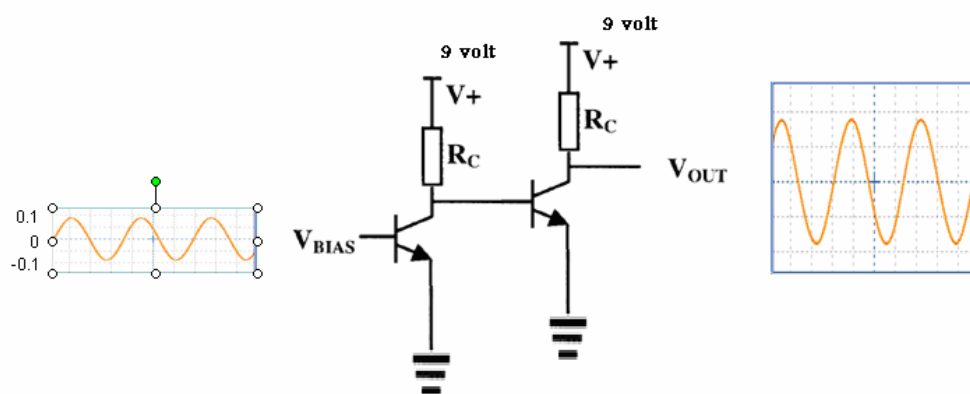 9 volt
9 volt
V+
V+
RC
RC
VOUT
0.1
0
-0.1
VBIAS